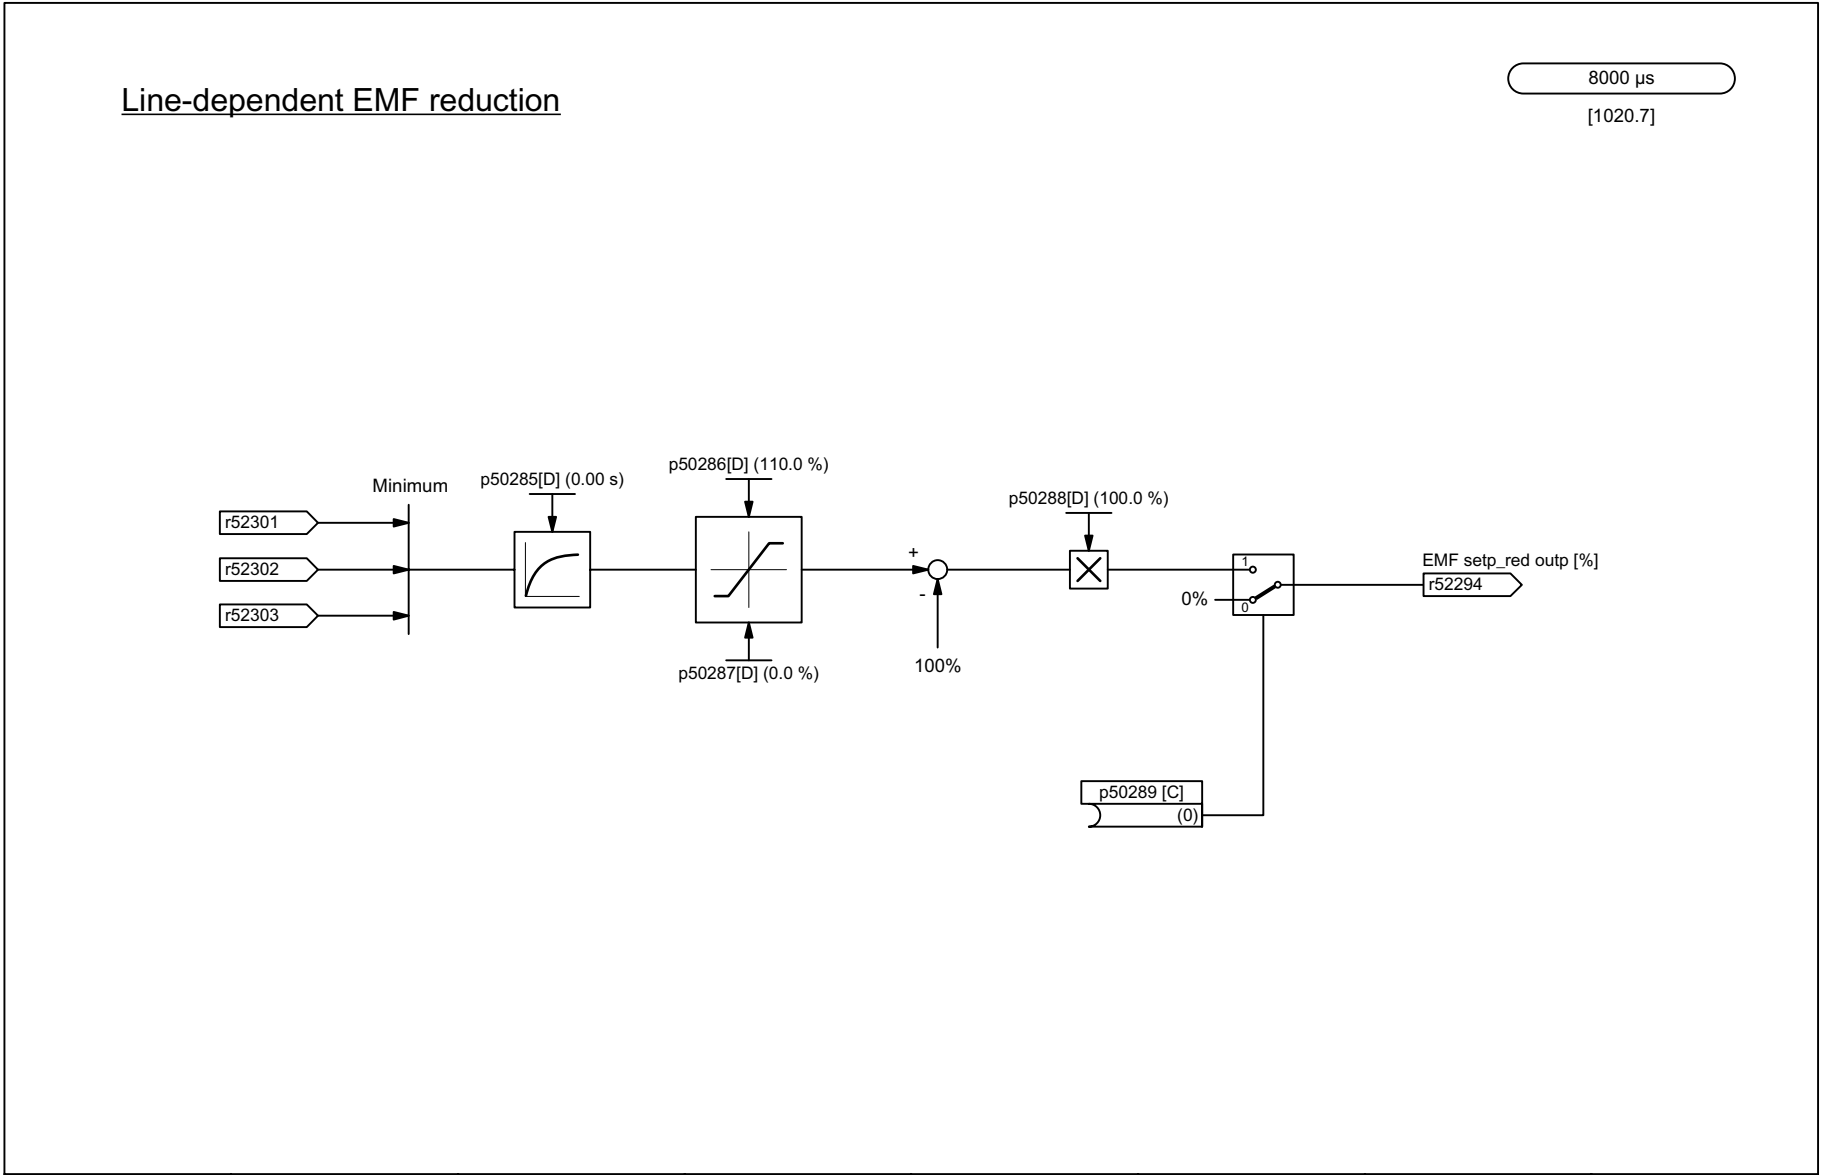 Line-dependent EMF reduction
8000 µs
[1020.7]
Minimum
p50285[D] (0.00 s)
p50286[D] (110.0 %)
p50288[D] (100.0 %)
r52301
r52302
r52303
+
-
100%
p50287[D] (0.0 %)
1
0%
0
EMF setp_red outp [%]
r52294
p50289 [C]
(0)